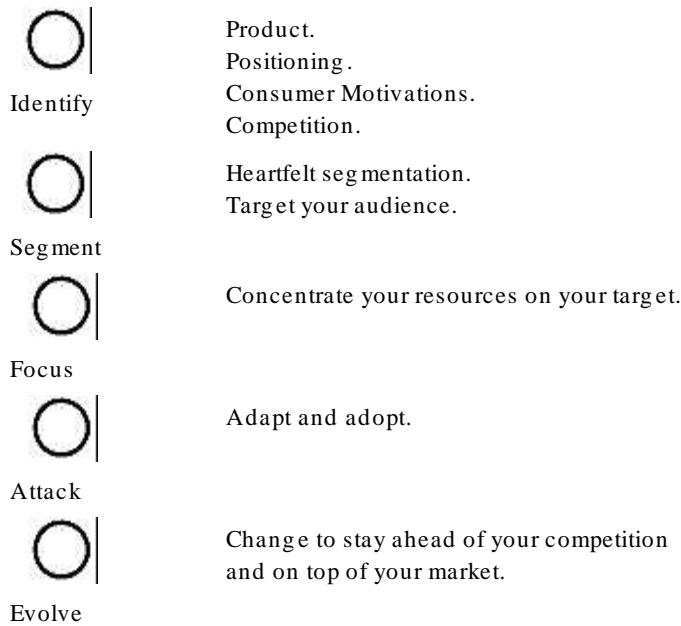 Product.
Positioning.
Identify
Consumer Motivations.
Competition.
Heartfelt segmentation.
Target your audience.
Segment
Concentrate your resources on your target.
Focus
Adapt and adopt.
Attack
Change to stay ahead of your competition
and on top of your market.
Evolve